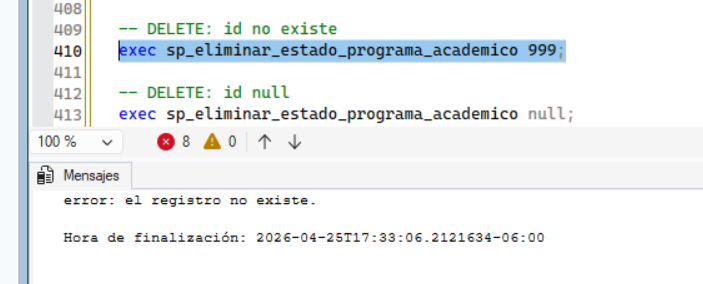 408
409 -- DELETE: id no existe
410 exec sp_eliminar_estado_programa_academico 999;
411
412 -- DELETE: id null
413 exec sp_eliminar_estado_programa_academico null;
100 % 8 0
Mensajes
error: el registro no existe.
Hora de finalización: 2026-04-25T17:33:06.2121634-06:00